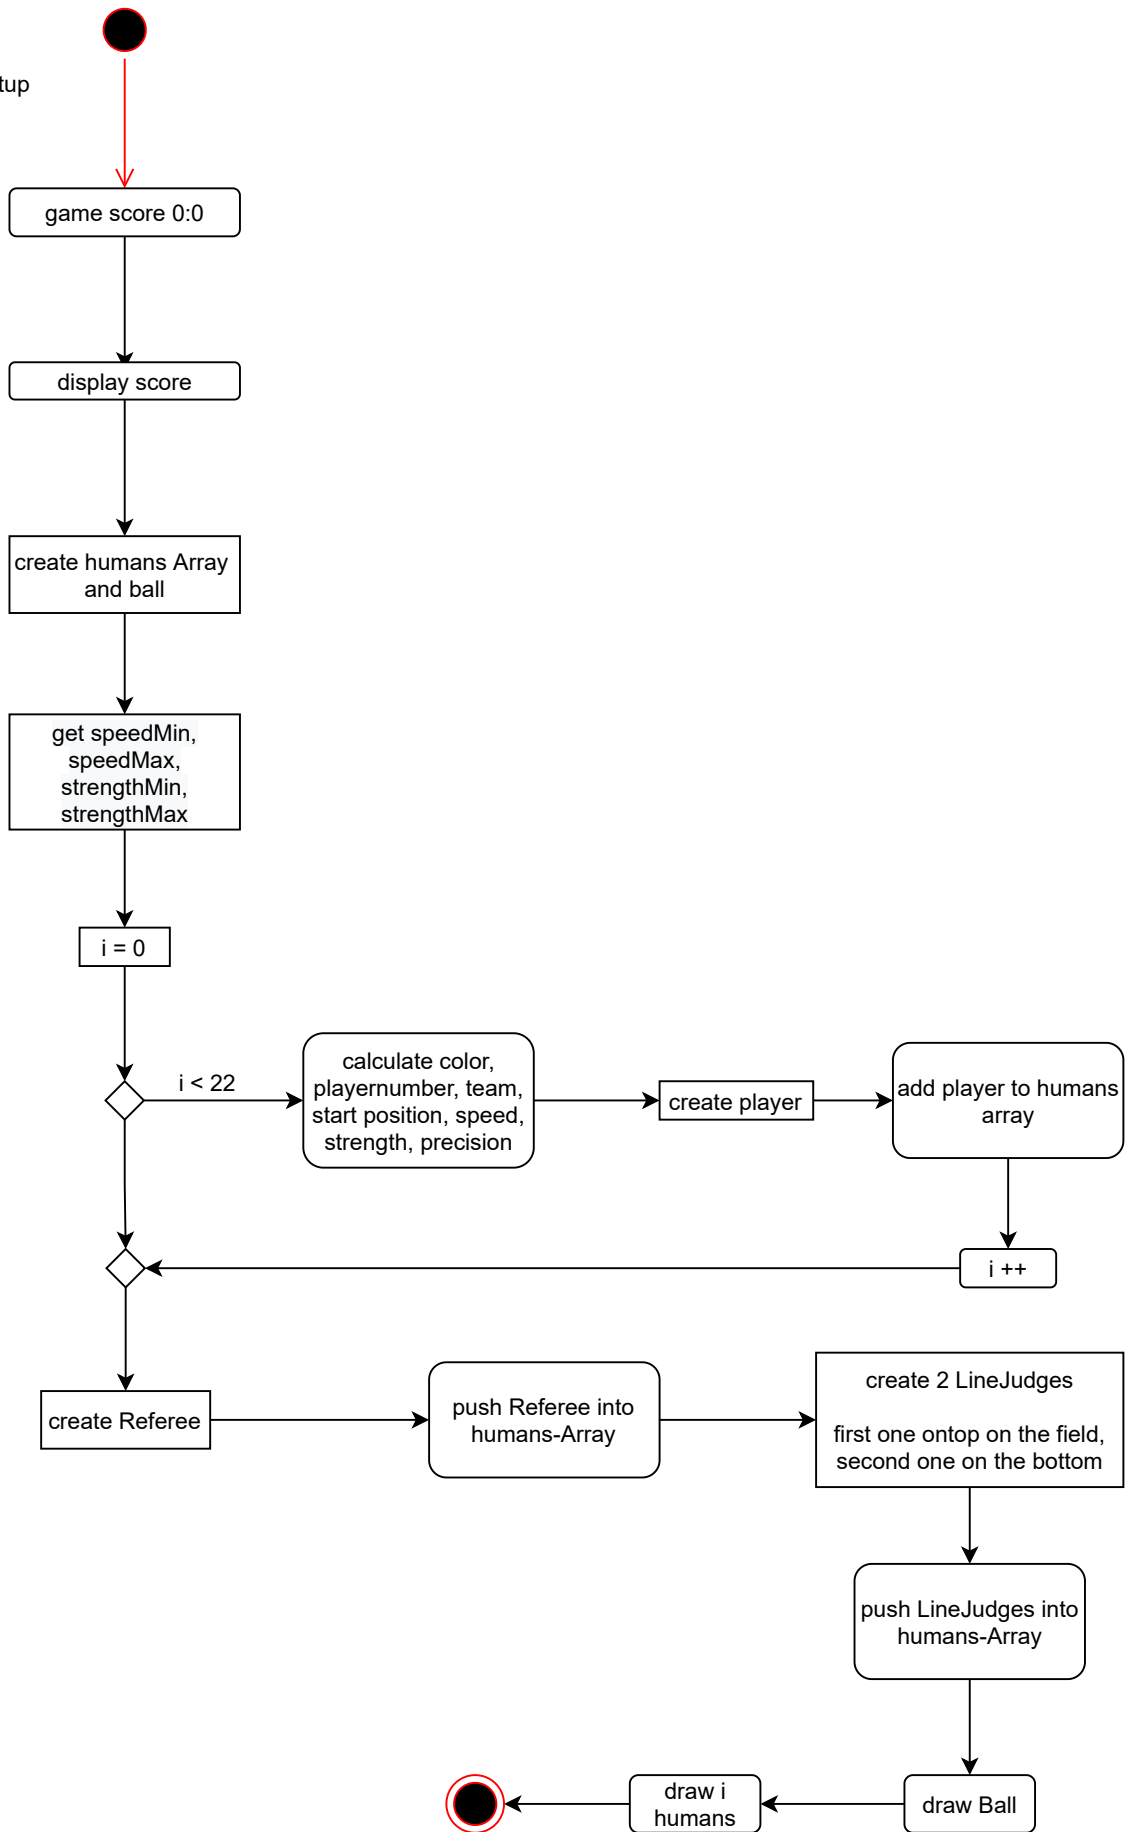 tup
game score 0:0
display score
create humans Array
and ball
get speedMin,
speedMax,
strengthMin,
strengthMax
i = 0
i < 22
calculate color,
playernumber, team,
start position, speed,
strength, precision
create player
add player to humans
array
i ++
create Referee
push Referee into
humans-Array
create 2 LineJudges
first one ontop on the field,
second one on the bottom
push LineJudges into
humans-Array
draw Ball
draw i
humans